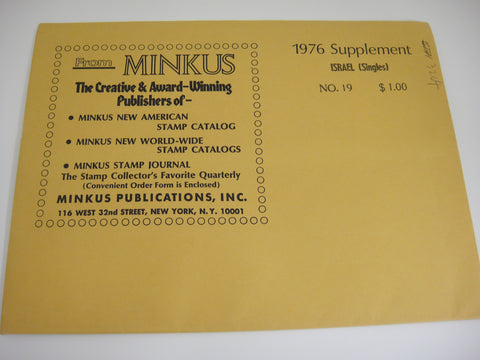 From MINKUS
The Creative & Award-Winning
Publishers of-
• MINKUS NEW AMERICAN
STAMP CATALOG
• MINKUS NEW WORLD-WIDE
STAMP CATALOGS
• MINKUS STAMP JOURNAL
The Stamp Collector's Favorite Quarterly
(Convenient Order Form is Enclosed)
MINKUS PUBLICATIONS, INC.
116 WEST 32nd STREET, NEW YORK, N.Y. 10001
1976 Supplement
ISRAEL (Singles)
NO. 19 $1.00